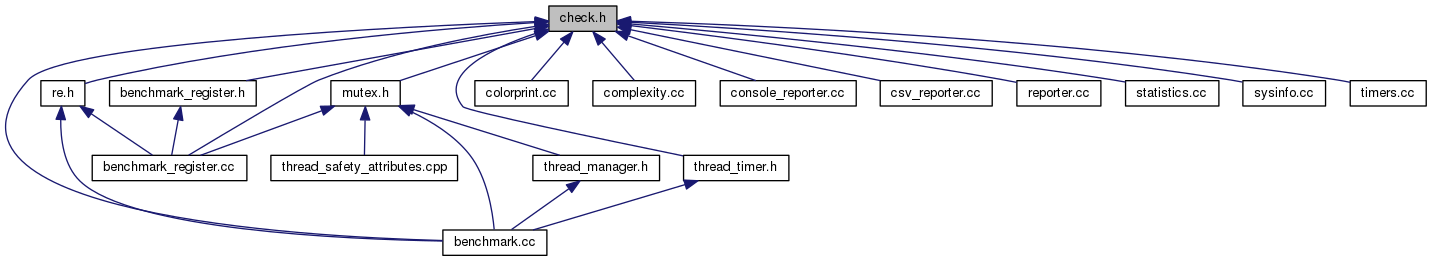 check.h
re.h
benchmark_register.h
mutex.h
colorprint.cc
complexity.cc
console_reporter.cc
csv_reporter.cc
reporter.cc
statistics.cc
sysinfo.cc
timers.cc
benchmark_register.cc
thread_safety_attributes.cpp
thread_manager.h
thread_timer.h
benchmark.cc